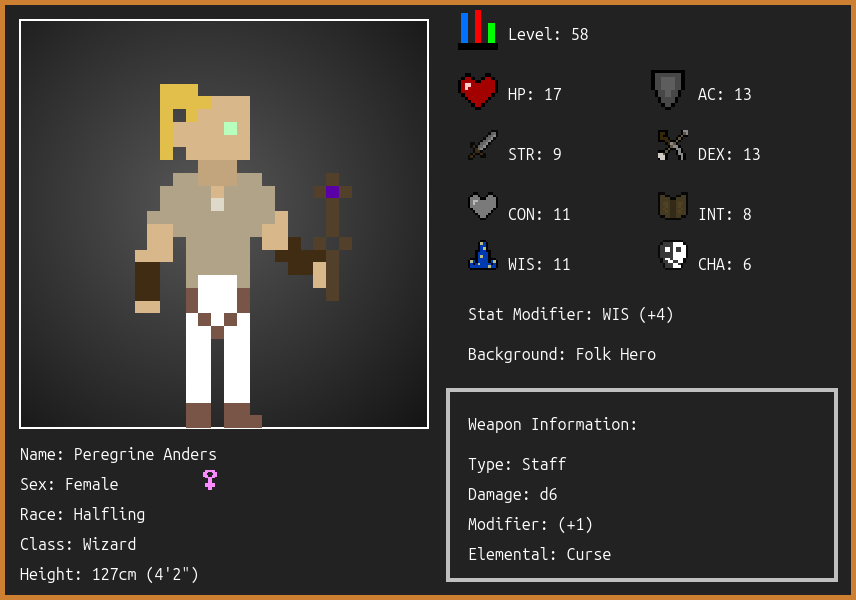 Level: 58
HP: 17
AC: 13
STR: 9
DEX: 13
CON: 11
INT: 8
WIS: 11
CHA: 6
Stat Modifier: WIS (+4)
Background: Folk Hero
Weapon Information:
Type: Staff
Damage: d6
Modifier: (+1)
Elemental: Curse
Name: Peregrine Anders
Sex: Female
Race: Halfling
Class: Wizard
Height: 127cm (4'2")